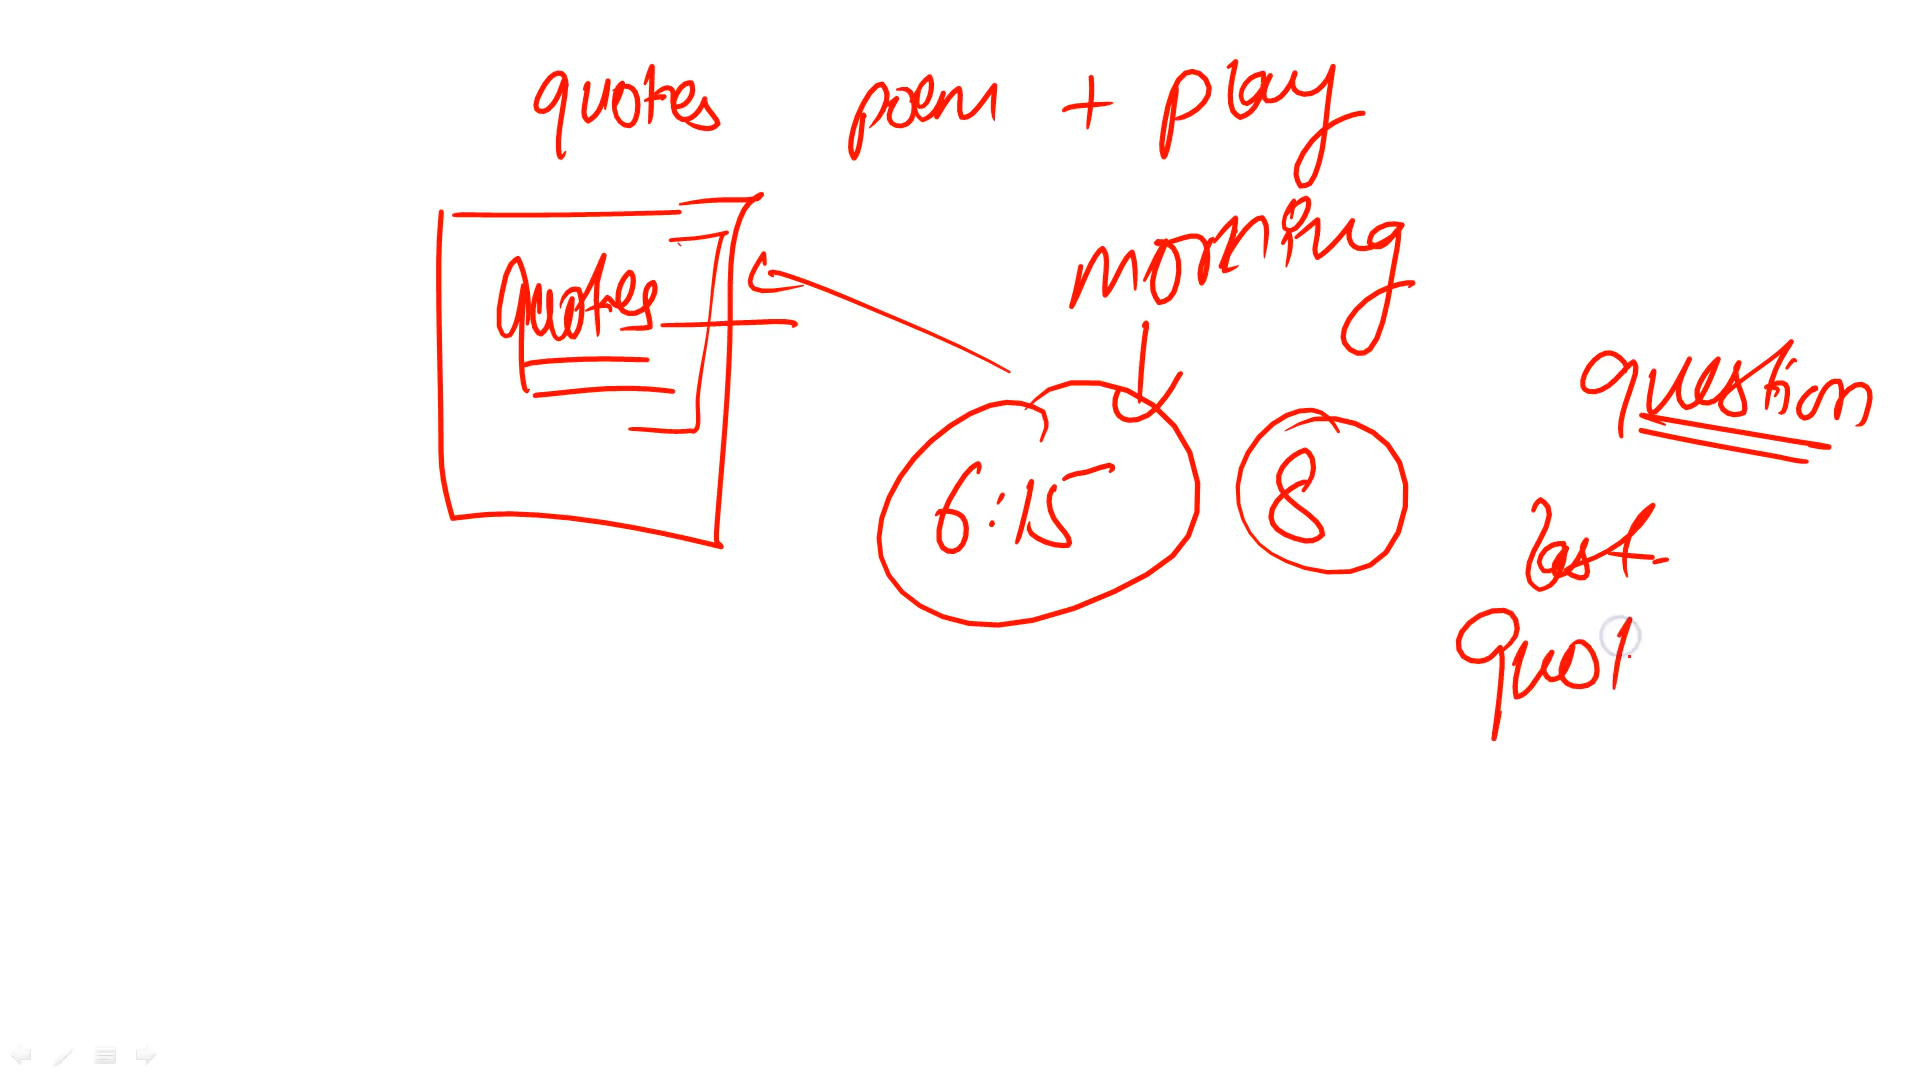 quotes poem + play
morning
quotes
question
6:15 8
last
quot